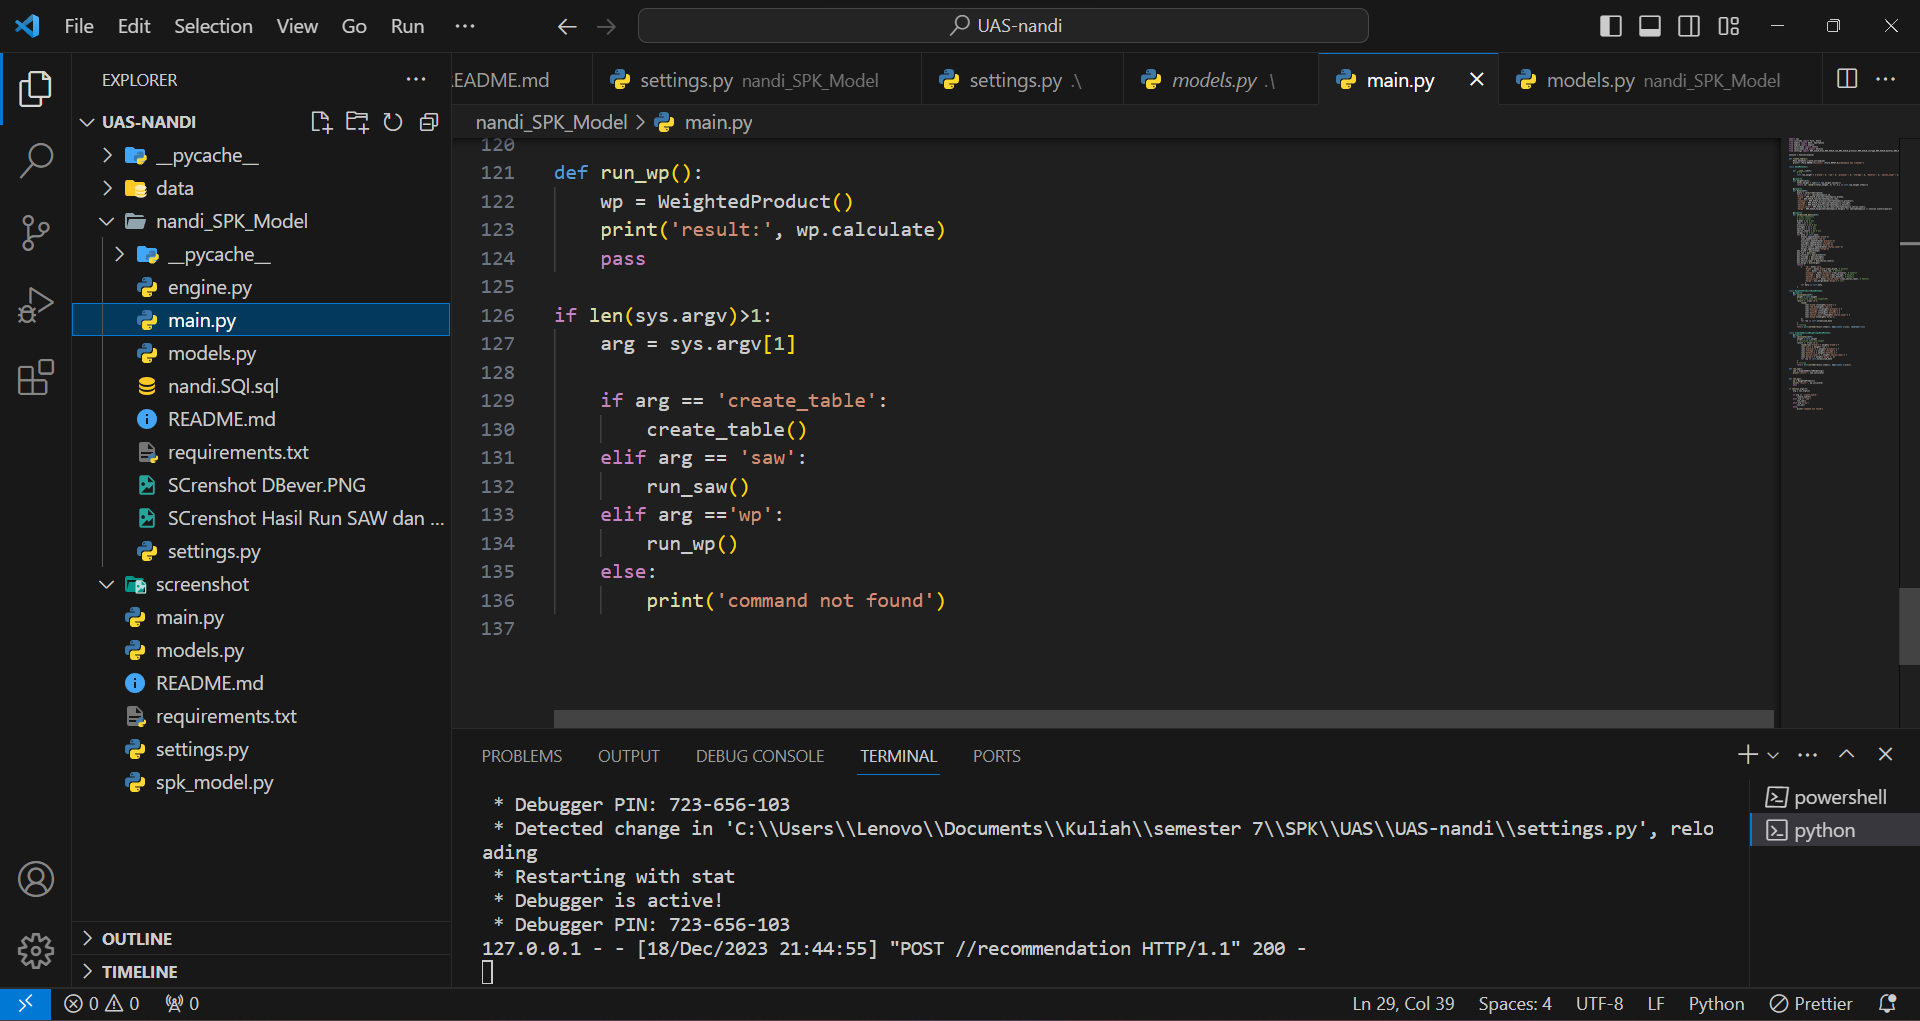 File Edit Selection View Go Run
UAS-nandi
EXPLORER
UAS-NANDI
__pycache__
data
nandi_SPK_Model
__pycache__
engine.py
main.py
models.py
nandi.SQl.sql
README.md
requirements.txt
SCrenshot DBever.PNG
SCrenshot Hasil Run SAW dan ...
settings.py
screenshot
main.py
models.py
README.md
requirements.txt
settings.py
spk_model.py
OUTLINE
TIMELINE
EADME.md
settings.py nandi_SPK_Model
settings.py .\
models.py .\
main.py
models.py nandi_SPK_Model
nandi_SPK_Model > main.py
120
121 def run_wp():
122 wp = WeightedProduct()
123 print('result:', wp.calculate)
124 pass
125
126 if len(sys.argv)>1:
127 arg = sys.argv[1]
128
129 if arg == 'create_table':
130 create_table()
131 elif arg == 'saw':
132 run_saw()
133 elif arg =='wp':
134 run_wp()
135 else:
136 print('command not found')
137
PROBLEMS OUTPUT DEBUG CONSOLE TERMINAL PORTS
* Debugger PIN: 723-656-103
* Detected change in 'C:\\Users\\Lenovo\\Documents\\Kuliah\\semester 7\\SPK\\UAS\\UAS-nandi\\settings.py', relo
ading
* Restarting with stat
* Debugger is active!
* Debugger PIN: 723-656-103
127.0.0.1 - - [18/Dec/2023 21:44:55] "POST //recommendation HTTP/1.1" 200 -
powershell
python
0 0 0
Ln 29, Col 39 Spaces: 4 UTF-8 LF Python Prettier